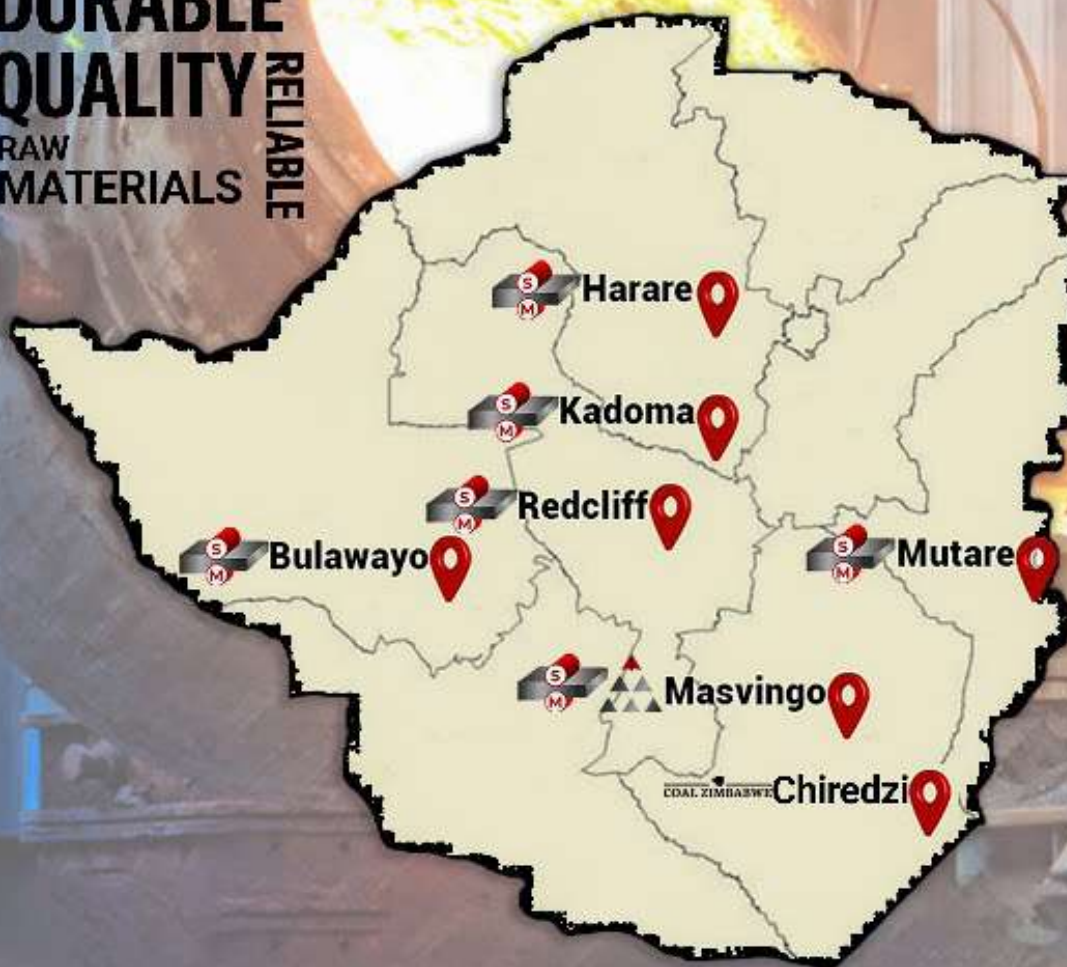 DURABLE
QUALITY
RELIABLE
RAW
MATERIALS
S
M
Harare
S
M
Kadoma
S
M
Redcliff
S
M
Bulawayo
S
M
Mutare
S
M
Masvingo
COAL ZIMBABWE
Chiredzi